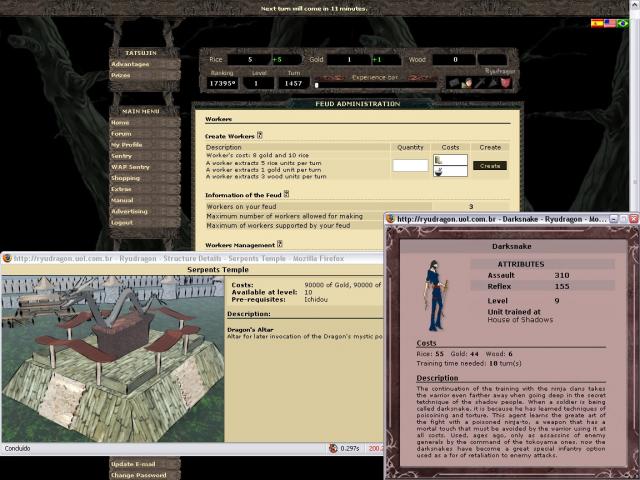 Next turn mill come in 11 minutes.
TATSUJIN
Advantages
Prizes
Rice 5 +5 Gold 1 +1 Wood 0
Ranking Level Turn Experience bar Ryudragon
17395º 1 1457
MAIN MENU
Home
Forum
My Profile
Sentry
WAP Sentry
Shopping
Extras
Manual
Advertising
Logout
FEUD ADMINISTRATION
Workers
Create Workers ?
Description Quantity Costs Create
Worker's cost: 8 gold and 10 rice
A worker extracts 5 rice units per turn
A worker extracts 1 gold unit per turn
A worker extracts 3 wood units per turn
Create
Information of the Feud ?
Workers on your feud 3
Maximum number of workers allowed for making
Maximum of workers supported by your feud
Workers Management ?
http://ryudragon.uol.com.br - Ryudragon - Structure Details - Serpents Temple - Mozilla Firefox
Serpents Temple
Costs: 90000 of Gold, 90000 of
Available at level: 10
Pre-requisites: Ichidou
Description:
Dragon's Altar
Altar for later invocation of the Dragon's mystic po
Concluído 0.297s 200.
Update E-mail
Change Password
http://ryudragon.uol.com.br - Darksnake - Ryudragon - Mo...
Darksnake
ATTRIBUTES
Assault 310
Reflex 155
Level 9
Unit trained at
House of Shadows
Costs
Rice: 55 Gold: 44 Wood: 6
Training time needed: 18 turn(s)
Description
The continuation of the training with the ninja clans takes
the warrior even farther away when going deep in the secret
tetchnique of the shadow people. When a soldier is being
called darksnake, it is because he has learned techniques of
poisoning and torture. This agent learns the greate art of
the fight with a poisoned ninja-to, a weapon that has a
mortal touch that must be avoided by the warrior using it at
all costs. Used, ages ago, only as assassins of enemy
generals by the command of the tokoyama ones, nor the
darksnakes have become a great special infantry option
used as a for of retaliation to enemy attacks.